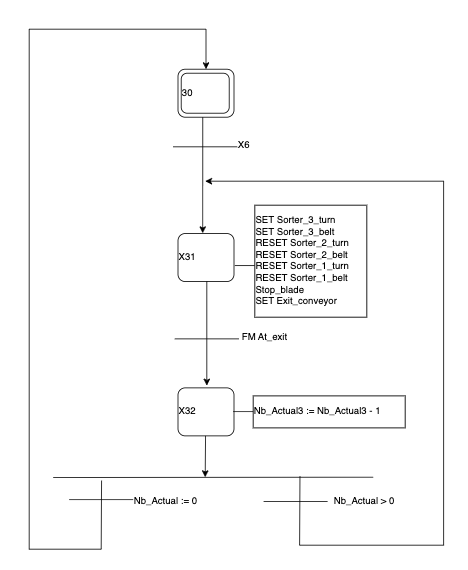 30
X6
X31
SET Sorter_3_turn
SET Sorter_3_belt
RESET Sorter_2_turn
RESET Sorter_2_belt
RESET Sorter_1_turn
RESET Sorter_1_belt
Stop_blade
SET Exit_conveyor
FM At_exit
X32
Nb_Actual3 := Nb_Actual3 - 1
Nb_Actual := 0
Nb_Actual > 0